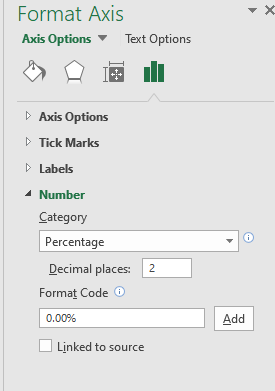 Format Axis
Axis Options Text Options
Axis Options
Tick Marks
Labels
Number
Category
Percentage
Decimal places: 2
Format Code
0.00% Add
Linked to source